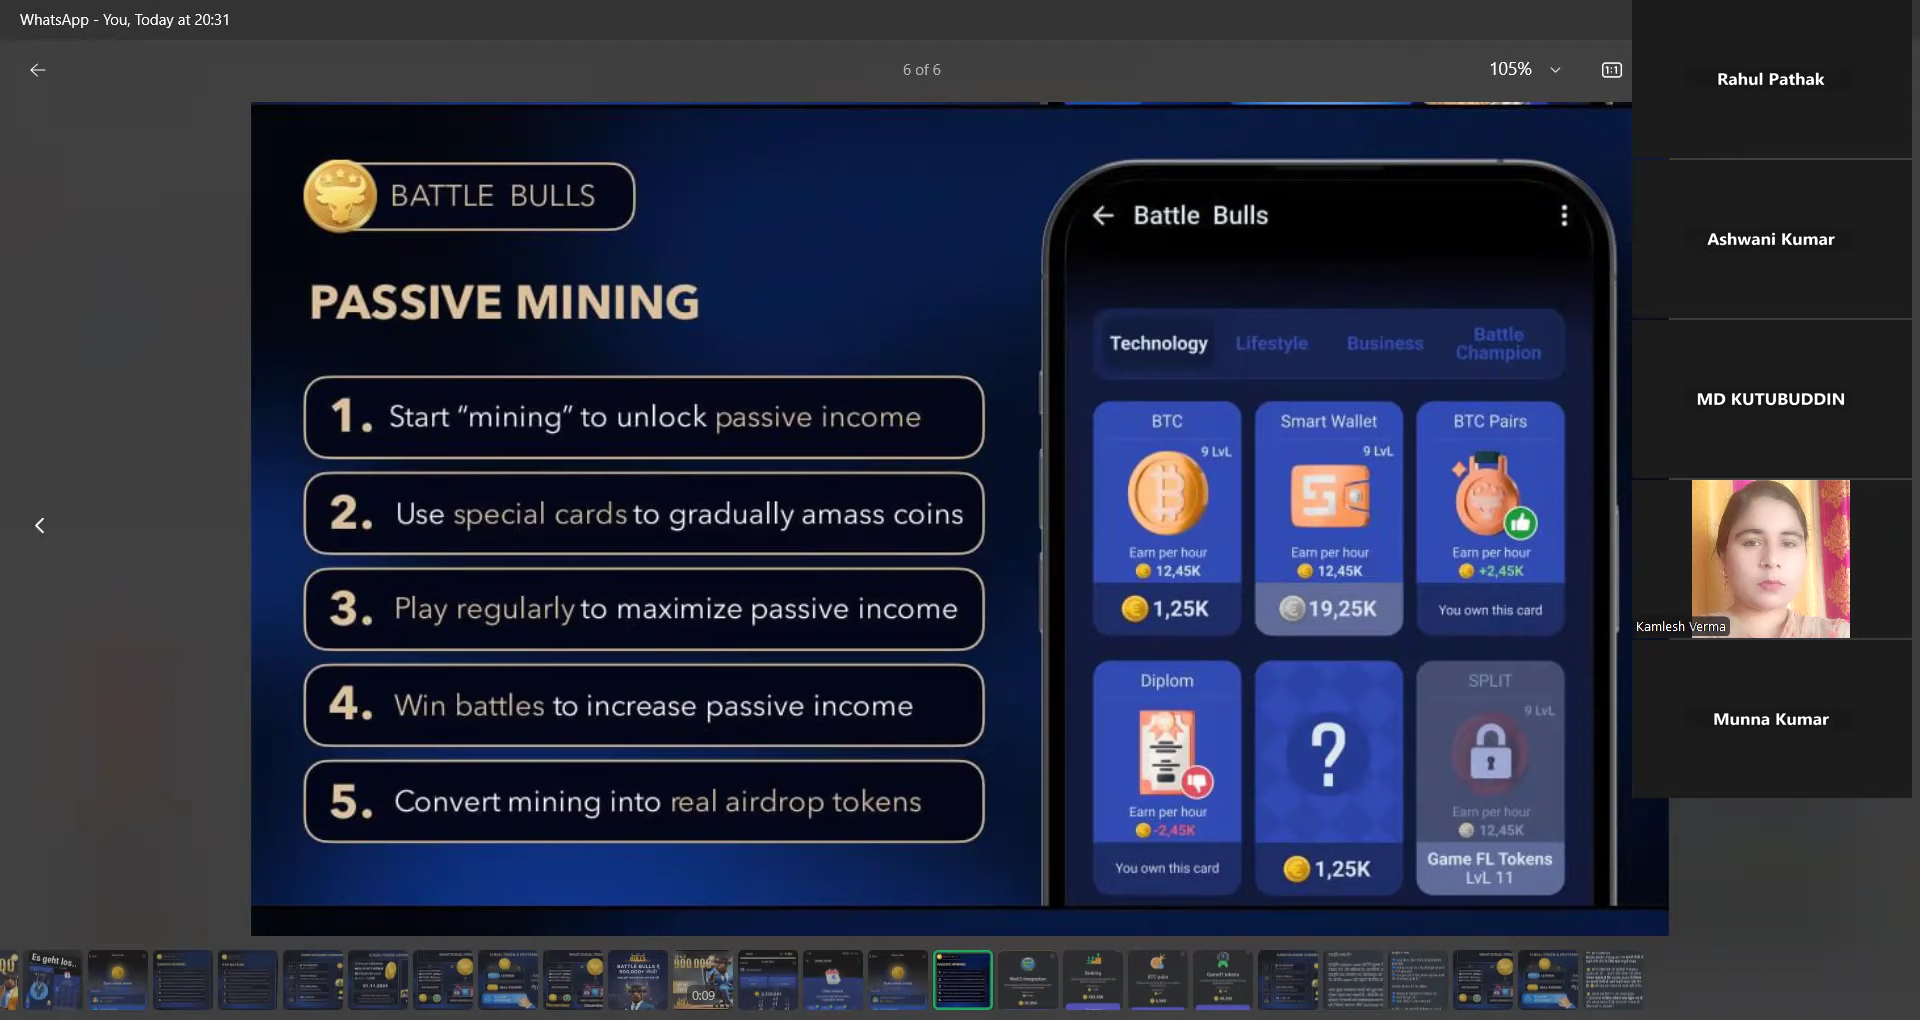 WhatsApp - You, Today at 20:31
6 of 6
105%
1:1
BATTLE BULLS
PASSIVE MINING
1. Start “mining” to unlock passive income
2. Use special cards to gradually amass coins
3. Play regularly to maximize passive income
4. Win battles to increase passive income
5. Convert mining into real airdrop tokens
Battle Bulls
Technology
Lifestyle
Business
Battle
Champion
BTC
9 LvL
Earn per hour
12,45K
1,25K
Smart Wallet
9 LvL
Earn per hour
12,45K
19,25K
BTC Pairs
Earn per hour
+2,45K
You own this card
Diplom
Earn per hour
-2,45K
You own this card
?
1,25K
SPLIT
9 LvL
Earn per hour
12,45K
Game FL Tokens
LvL 11
Rahul Pathak
Ashwani Kumar
MD KUTUBUDDIN
Kamlesh Verma
Munna Kumar
Es geht los..
0:09